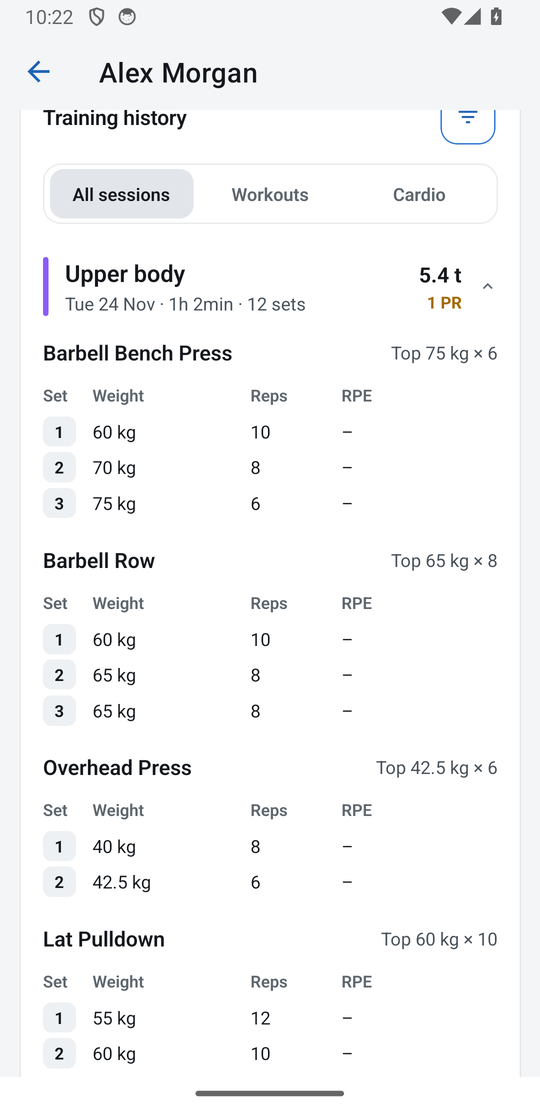 10:22
Alex Morgan
Training history
All sessions Workouts Cardio
Upper body 5.4 t
Tue 24 Nov · 1h 2min · 12 sets 1 PR
Barbell Bench Press Top 75 kg × 6
Set Weight Reps RPE
1 60 kg 10 –
2 70 kg 8 –
3 75 kg 6 –
Barbell Row Top 65 kg × 8
Set Weight Reps RPE
1 60 kg 10 –
2 65 kg 8 –
3 65 kg 8 –
Overhead Press Top 42.5 kg × 6
Set Weight Reps RPE
1 40 kg 8 –
2 42.5 kg 6 –
Lat Pulldown Top 60 kg × 10
Set Weight Reps RPE
1 55 kg 12 –
2 60 kg 10 –